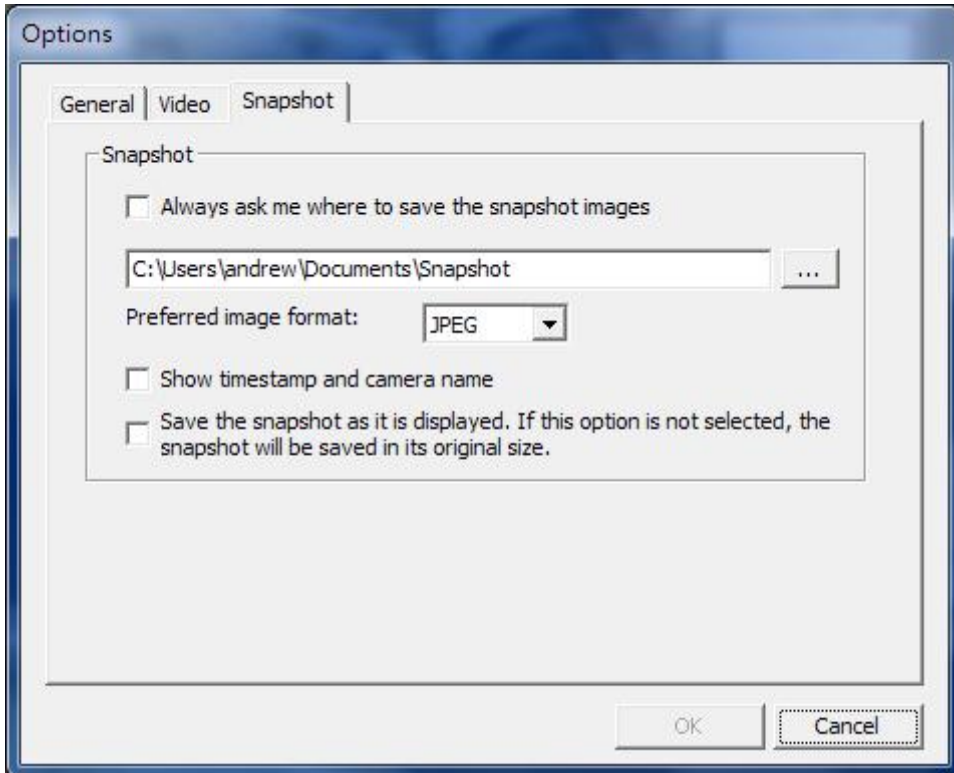 Options
General Video Snapshot
Snapshot
Always ask me where to save the snapshot images
C:\Users\andrew\Documents\Snapshot ...
Preferred image format: JPEG
Show timestamp and camera name
Save the snapshot as it is displayed. If this option is not selected, the
snapshot will be saved in its original size.
OK Cancel